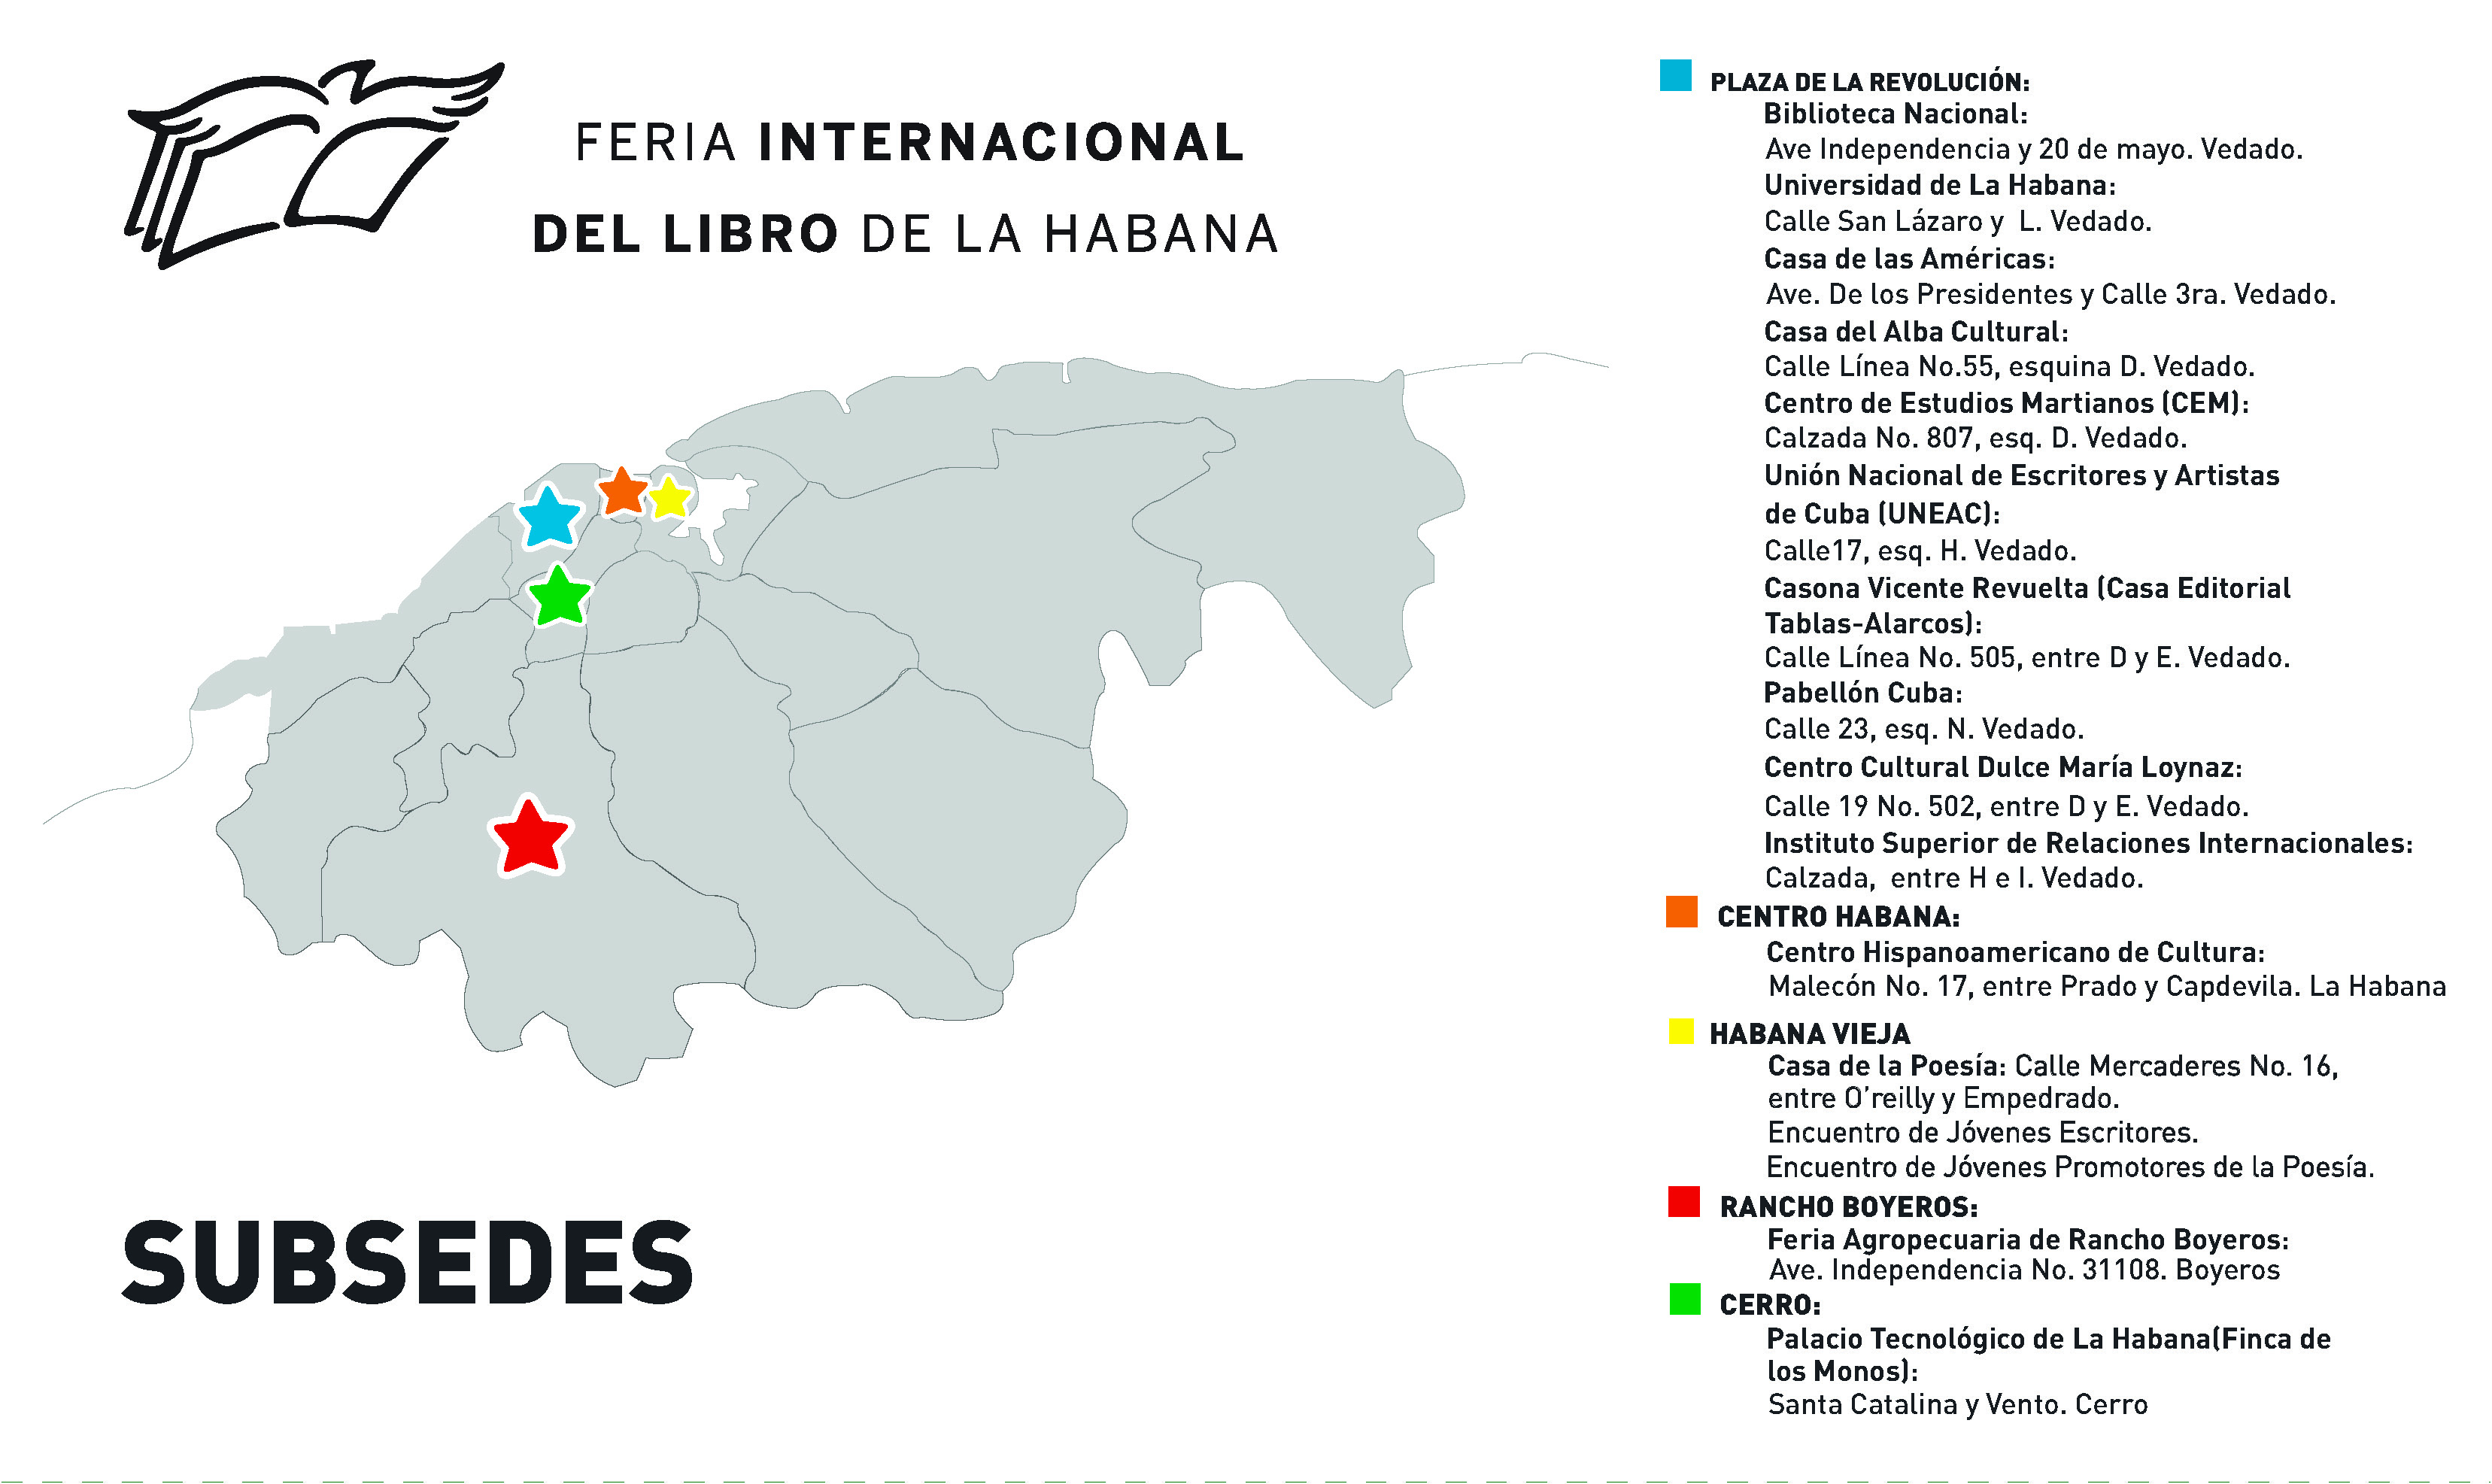 FERIA INTERNACIONAL
DEL LIBRO DE LA HABANA
PLAZA DE LA REVOLUCIÓN:
Biblioteca Nacional:
Ave Independencia y 20 de mayo. Vedado.
Universidad de La Habana:
Calle San Lázaro y L. Vedado.
Casa de las Américas:
Ave. De los Presidentes y Calle 3ra. Vedado.
Casa del Alba Cultural:
Calle Línea No.55, esquina D. Vedado.
Centro de Estudios Martianos (CEM):
Calzada No. 807, esq. D. Vedado.
Unión Nacional de Escritores y Artistas
de Cuba (UNEAC):
Calle17, esq. H. Vedado.
Casona Vicente Revuelta (Casa Editorial
Tablas-Alarcos):
Calle Línea No. 505, entre D y E. Vedado.
Pabellón Cuba:
Calle 23, esq. N. Vedado.
Centro Cultural Dulce María Loynaz:
Calle 19 No. 502, entre D y E. Vedado.
Instituto Superior de Relaciones Internacionales:
Calzada, entre H e I. Vedado.
CENTRO HABANA:
Centro Hispanoamericano de Cultura:
Malecón No. 17, entre Prado y Capdevila. La Habana
HABANA VIEJA
Casa de la Poesía: Calle Mercaderes No. 16,
entre O’reilly y Empedrado.
Encuentro de Jóvenes Escritores.
Encuentro de Jóvenes Promotores de la Poesía.
RANCHO BOYEROS:
Feria Agropecuaria de Rancho Boyeros:
Ave. Independencia No. 31108. Boyeros
CERRO:
Palacio Tecnológico de La Habana(Finca de
los Monos):
Santa Catalina y Vento. Cerro
SUBSEDES